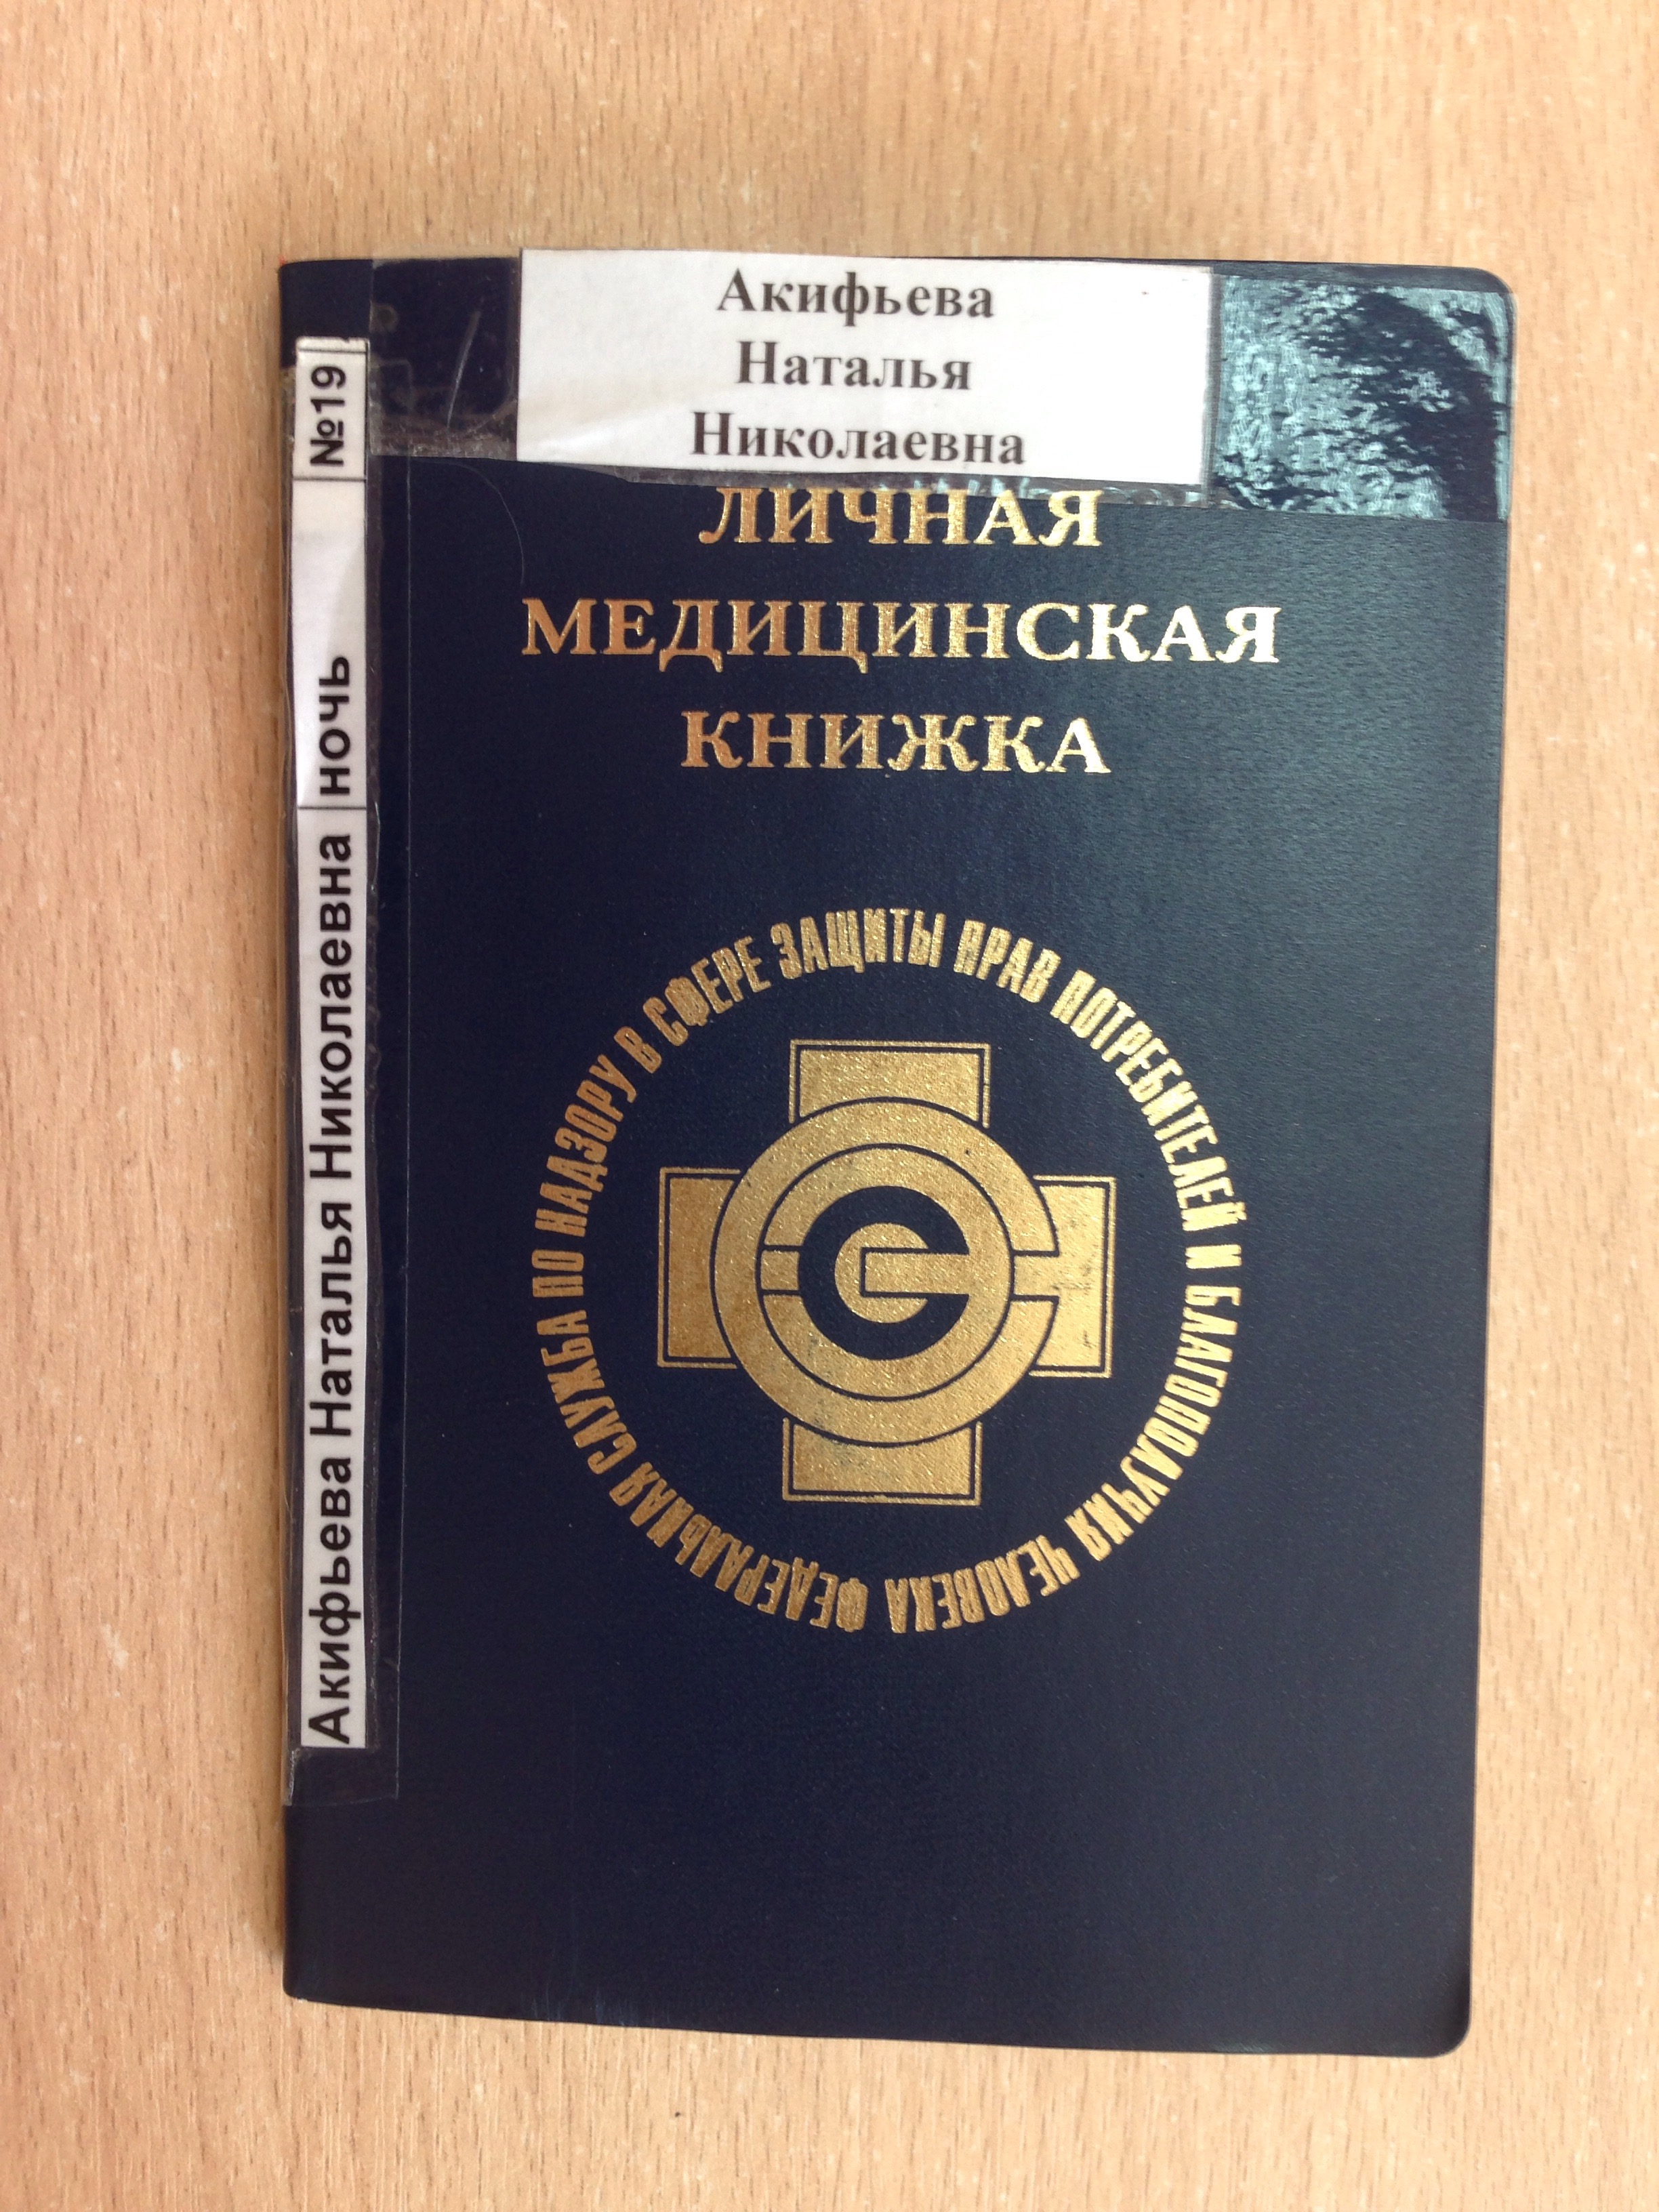 Акифьева
Наталья
Николаевна
ЛИЧНАЯ
МЕДИЦИНСКАЯ
КНИЖКА
ФЕДЕРАЛЬНАЯ СЛУЖБА ПО НАДЗОРУ В СФЕРЕ ЗАЩИТЫ ПРАВ ПОТРЕБИТЕЛЕЙ И БЛАГОПОЛУЧИЯ ЧЕЛОВЕКА
Акифьева Наталья Николаевна ночь №19